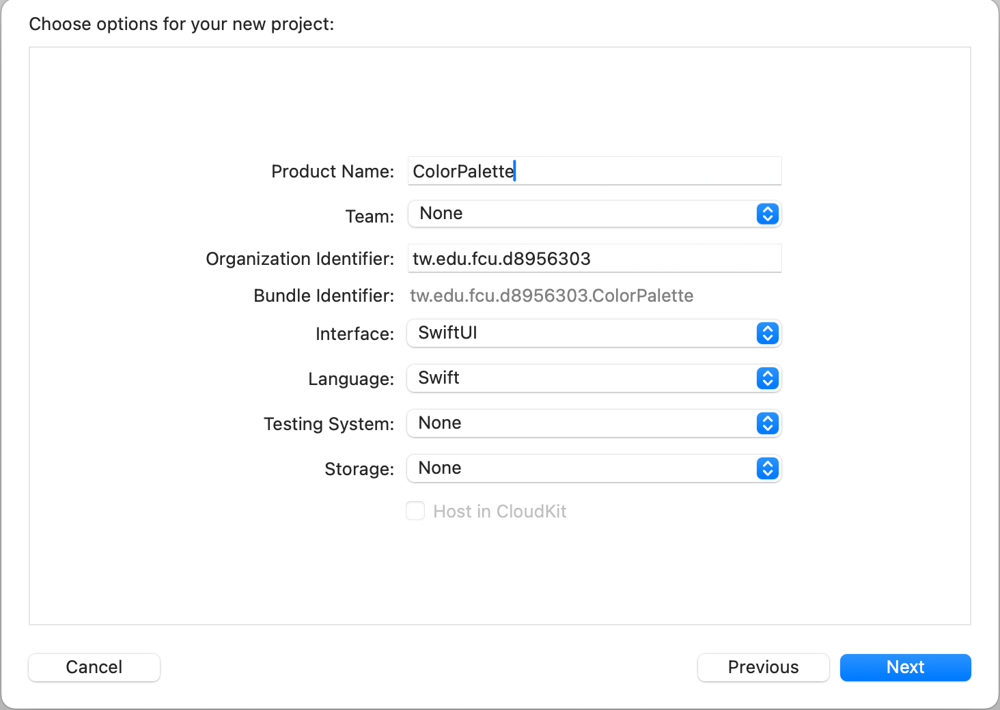 Choose options for your new project:
Product Name: ColorPalette
Team: None
Organization Identifier: tw.edu.fcu.d8956303
Bundle Identifier: tw.edu.fcu.d8956303.ColorPalette
Interface: SwiftUI
Language: Swift
Testing System: None
Storage: None
Host in CloudKit
Cancel Previous Next